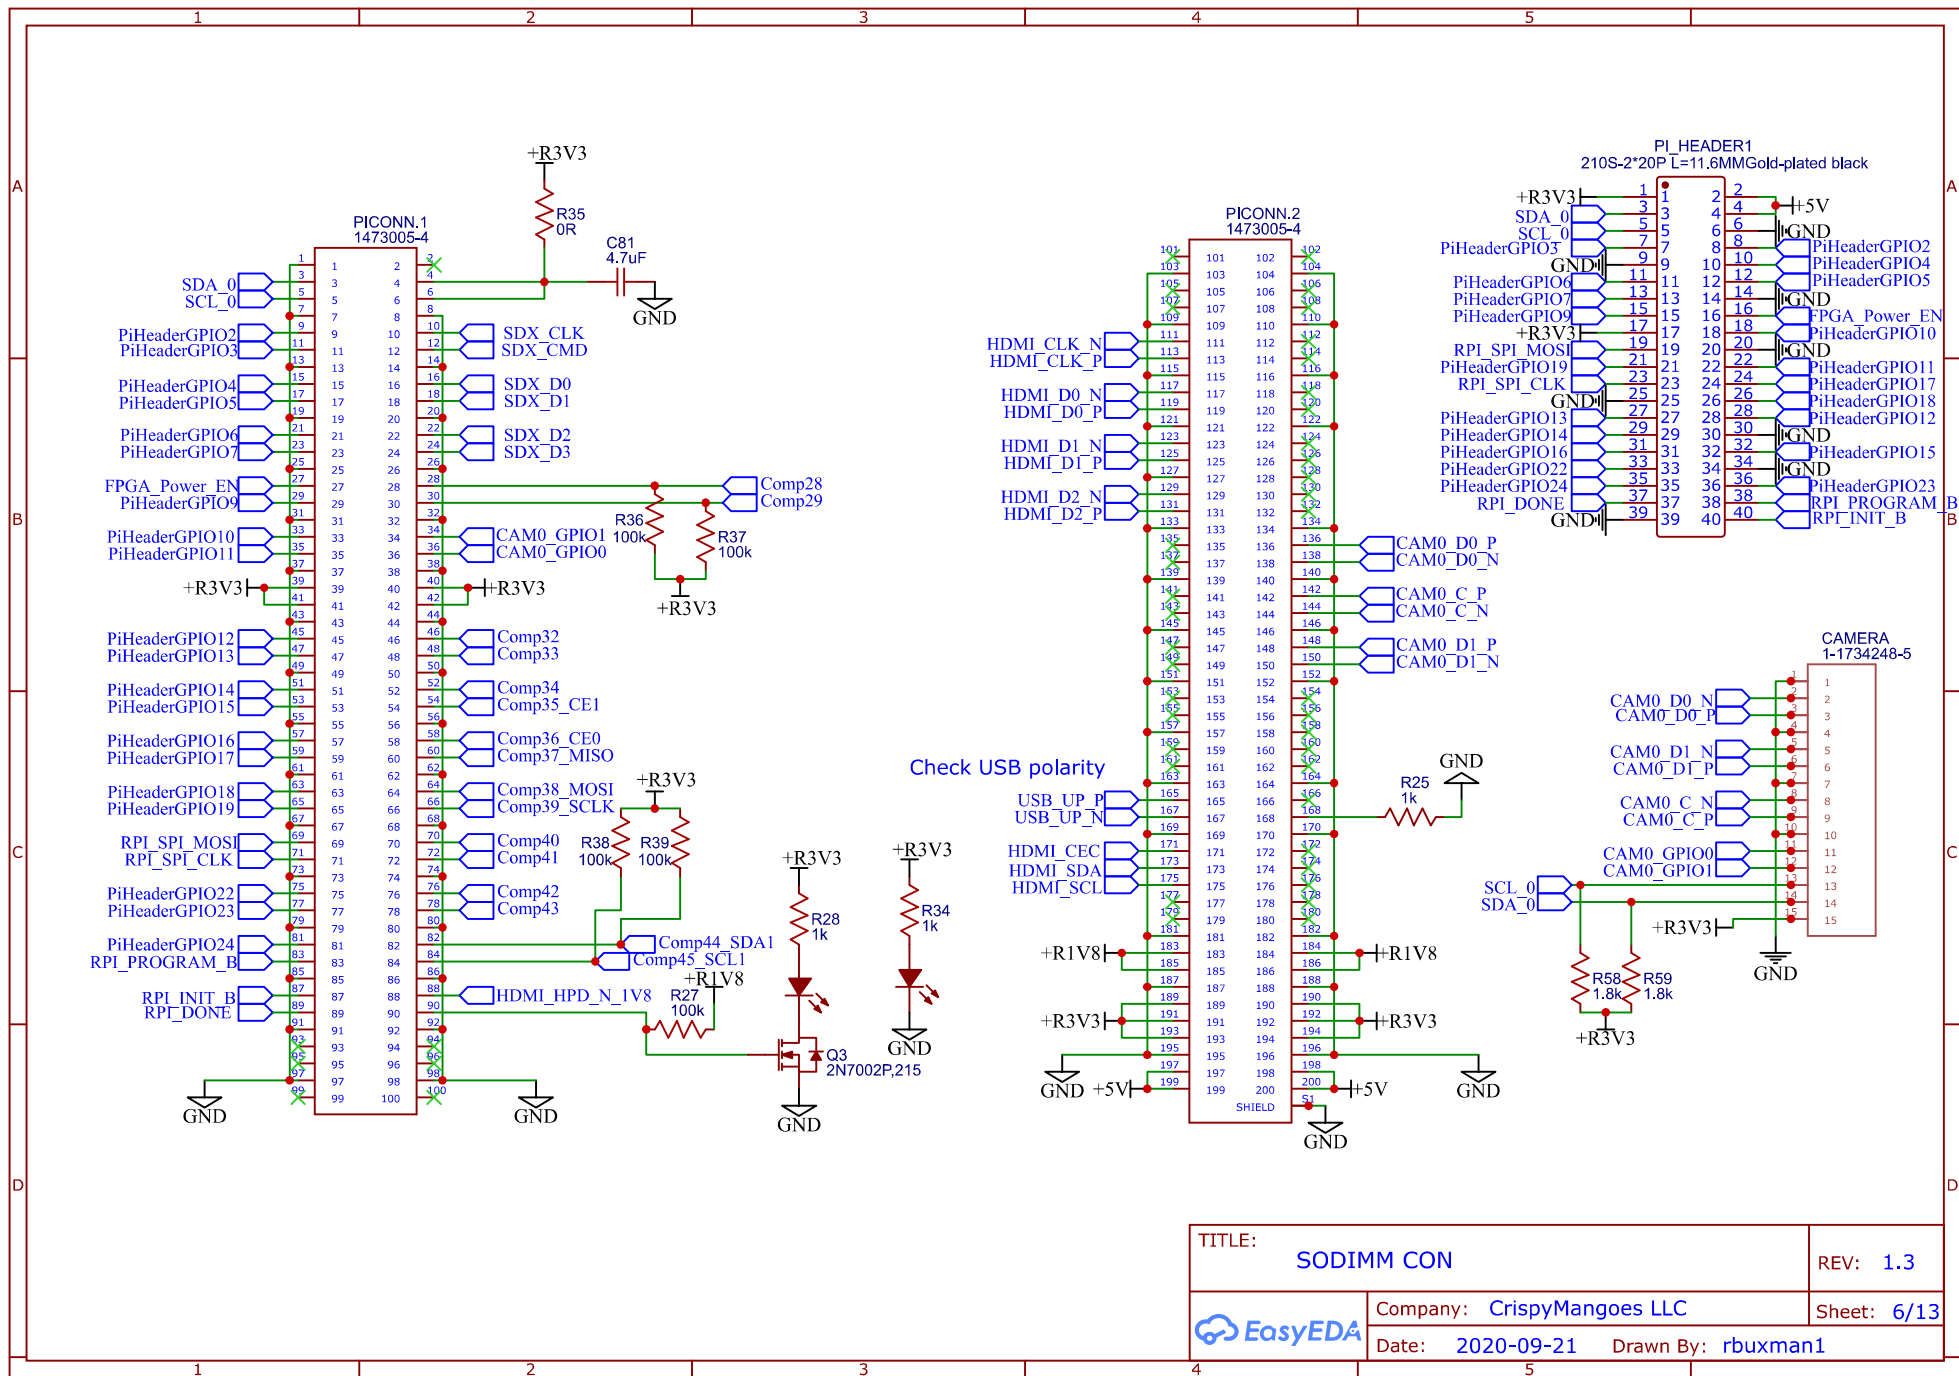 1 2 3 4 5
A
B
C
D
+R3V3
R35
0R
C81
4.7uF
GND
PICONN.1
1473005-4
SDA_0
SCL_0
PiHeaderGPIO2
PiHeaderGPIO3
PiHeaderGPIO4
PiHeaderGPIO5
PiHeaderGPIO6
PiHeaderGPIO7
FPGA_Power_EN
PiHeaderGPIO9
PiHeaderGPIO10
PiHeaderGPIO11
+R3V3
PiHeaderGPIO12
PiHeaderGPIO13
PiHeaderGPIO14
PiHeaderGPIO15
PiHeaderGPIO16
PiHeaderGPIO17
PiHeaderGPIO18
PiHeaderGPIO19
RPI_SPI_MOSI
RPI_SPI_CLK
PiHeaderGPIO22
PiHeaderGPIO23
PiHeaderGPIO24
RPI_PROGRAM_B
RPI_INIT_B
RPI_DONE
GND
SDX_CLK
SDX_CMD
SDX_D0
SDX_D1
SDX_D2
SDX_D3
Comp28
Comp29
R36
100k
R37
100k
+R3V3
CAM0_GPIO1
CAM0_GPIO0
+R3V3
Comp32
Comp33
Comp34
Comp35_CE1
Comp36_CE0
Comp37_MISO
Comp38_MOSI
Comp39_SCLK
Comp40
Comp41
Comp42
Comp43
+R3V3
R38
100k
R39
100k
Comp44_SDA1
Comp45_SCL1
HDMI_HPD_N_1V8
+R1V8
R27
100k
GND
+R3V3
R28
1k
Q3
2N7002P,215
GND
+R3V3
R34
1k
GND
PICONN.2
1473005-4
HDMI_CLK_N
HDMI_CLK_P
HDMI_D0_N
HDMI_D0_P
HDMI_D1_N
HDMI_D1_P
HDMI_D2_N
HDMI_D2_P
Check USB polarity
USB_UP_P
USB_UP_N
HDMI_CEC
HDMI_SDA
HDMI_SCL
+R1V8
+R3V3
GND
+5V
SHIELD
S1
GND
CAM0_D0_P
CAM0_D0_N
CAM0_C_P
CAM0_C_N
CAM0_D1_P
CAM0_D1_N
GND
R25
1k
+R1V8
+R3V3
GND
+5V
PI_HEADER1
210S-2*20P L=11.6MMGold-plated black
+R3V3
SDA_0
SCL_0
PiHeaderGPIO3
GND
PiHeaderGPIO6
PiHeaderGPIO7
PiHeaderGPIO9
+R3V3
RPI_SPI_MOSI
PiHeaderGPIO19
RPI_SPI_CLK
GND
PiHeaderGPIO13
PiHeaderGPIO14
PiHeaderGPIO16
PiHeaderGPIO22
PiHeaderGPIO24
RPI_DONE
GND
+5V
GND
PiHeaderGPIO2
PiHeaderGPIO4
PiHeaderGPIO5
GND
FPGA_Power_EN
PiHeaderGPIO10
GND
PiHeaderGPIO11
PiHeaderGPIO17
PiHeaderGPIO18
PiHeaderGPIO12
GND
PiHeaderGPIO15
GND
PiHeaderGPIO23
RPI_PROGRAM_B
RPI_INIT_B
CAMERA
1-1734248-5
CAM0_D0_N
CAM0_D0_P
CAM0_D1_N
CAM0_D1_P
CAM0_C_N
CAM0_C_P
CAM0_GPIO0
CAM0_GPIO1
SCL_0
SDA_0
+R3V3
GND
R58
1.8k
R59
1.8k
+R3V3
TITLE:
SODIMM CON
REV: 1.3
EasyEDA
Company: CrispyMangoes LLC
Sheet: 6/13
Date: 2020-09-21
Drawn By: rbuxman1
1 2 3 4 5